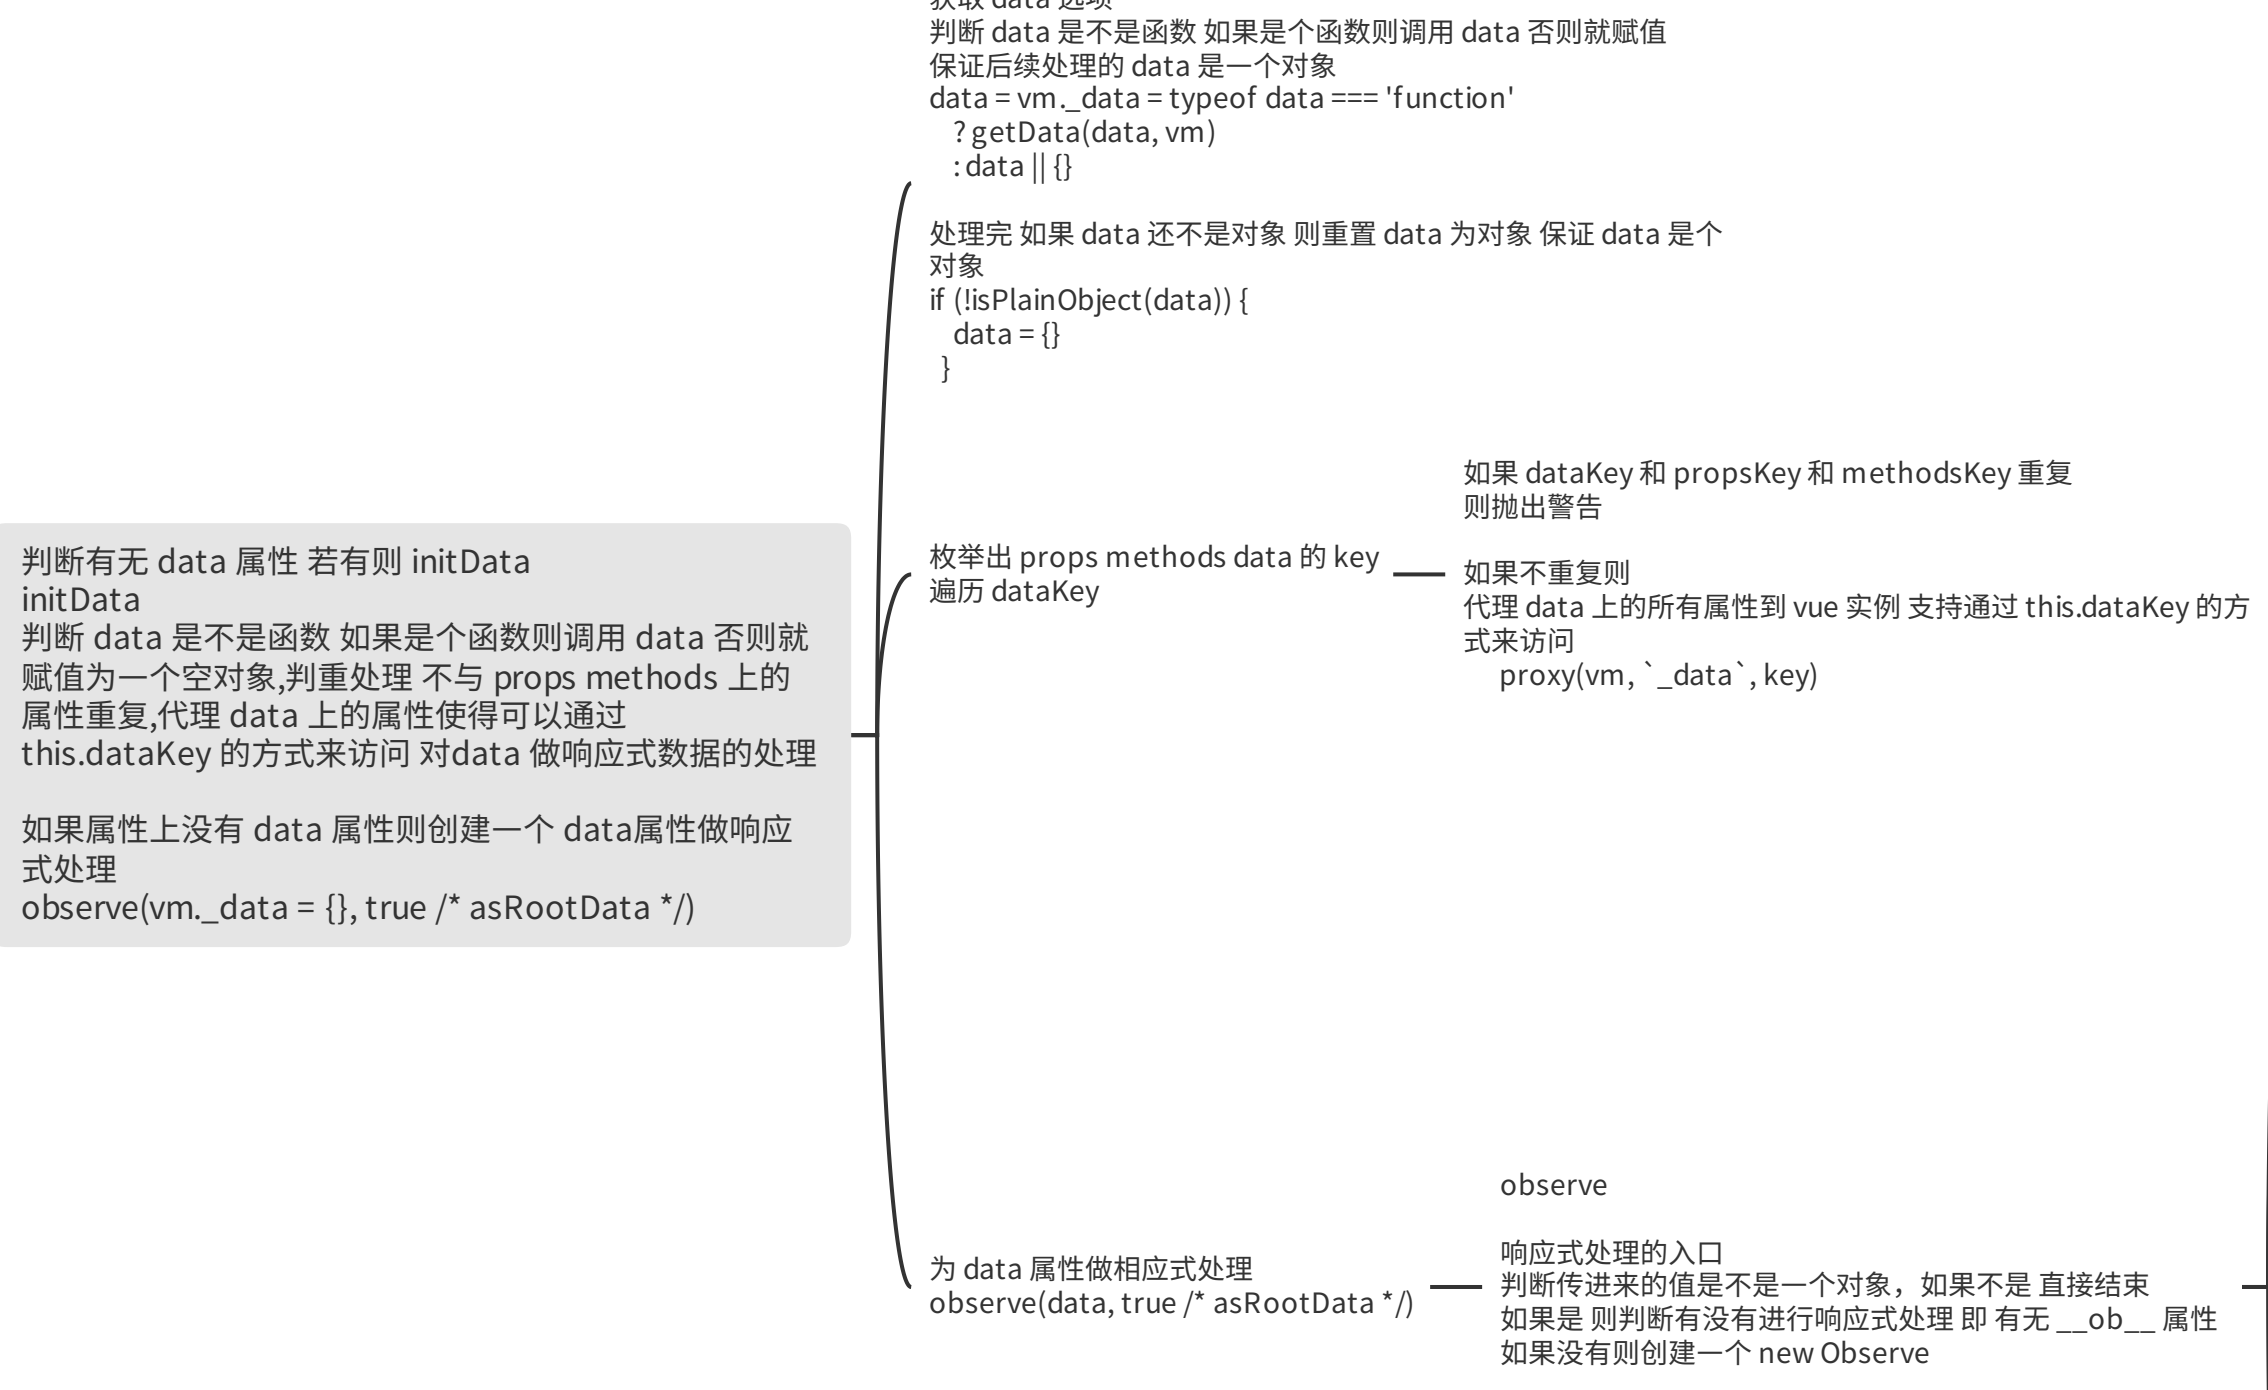 判断有无 data 属性 若有则 initData
initData
判断 data 是不是函数 如果是个函数则调用 data 否则就
赋值为一个空对象,判重处理 不与 props methods 上的
属性重复,代理 data 上的属性使得可以通过
this.dataKey 的方式来访问 对data 做响应式数据的处理
如果属性上没有 data 属性则创建一个 data属性做响应
式处理
observe(vm._data = {}, true /* asRootData */)
获取 data 选项
判断 data 是不是函数 如果是个函数则调用 data 否则就赋值
保证后续处理的 data 是一个对象
data = vm._data = typeof data === 'function'
? getData(data, vm)
: data || {}
处理完 如果 data 还不是对象 则重置 data 为对象 保证 data 是个
对象
if (!isPlainObject(data)) {
data = {}
}
枚举出 props methods data 的 key
遍历 dataKey
如果 dataKey 和 propsKey 和 methodsKey 重复
则抛出警告
如果不重复则
代理 data 上的所有属性到 vue 实例 支持通过 this.dataKey 的方
式来访问
proxy(vm, `_data`, key)
为 data 属性做相应式处理
observe(data, true /* asRootData */)
observe
响应式处理的入口
判断传进来的值是不是一个对象，如果不是 直接结束
如果是 则判断有没有进行响应式处理 即 有无 __ob__ 属性
如果没有则创建一个 new Observe